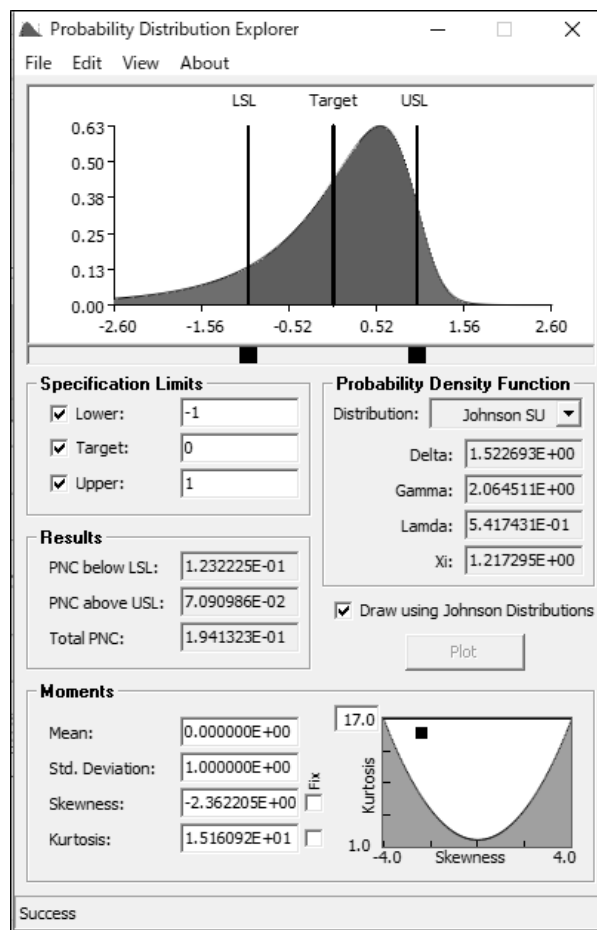 Probability Distribution Explorer
File Edit View About
LSL Target USL
0.63
0.50
0.38
0.25
0.13
0.00
-2.60 -1.56 -0.52 0.52 1.56 2.60
Specification Limits
Lower: -1
Target: 0
Upper: 1
Results
PNC below LSL: 1.232225E-01
PNC above USL: 7.090986E-02
Total PNC: 1.941323E-01
Probability Density Function
Distribution: Johnson SU
Delta: 1.522693E+00
Gamma: 2.064511E+00
Lamda: 5.417431E-01
Xi: 1.217295E+00
Draw using Johnson Distributions
Plot
Moments
Mean: 0.000000E+00
Std. Deviation: 1.000000E+00
Skewness: -2.362205E+00
Kurtosis: 1.516092E+01
Fix
17.0
Kurtosis
1.0
-4.0 Skewness 4.0
Success